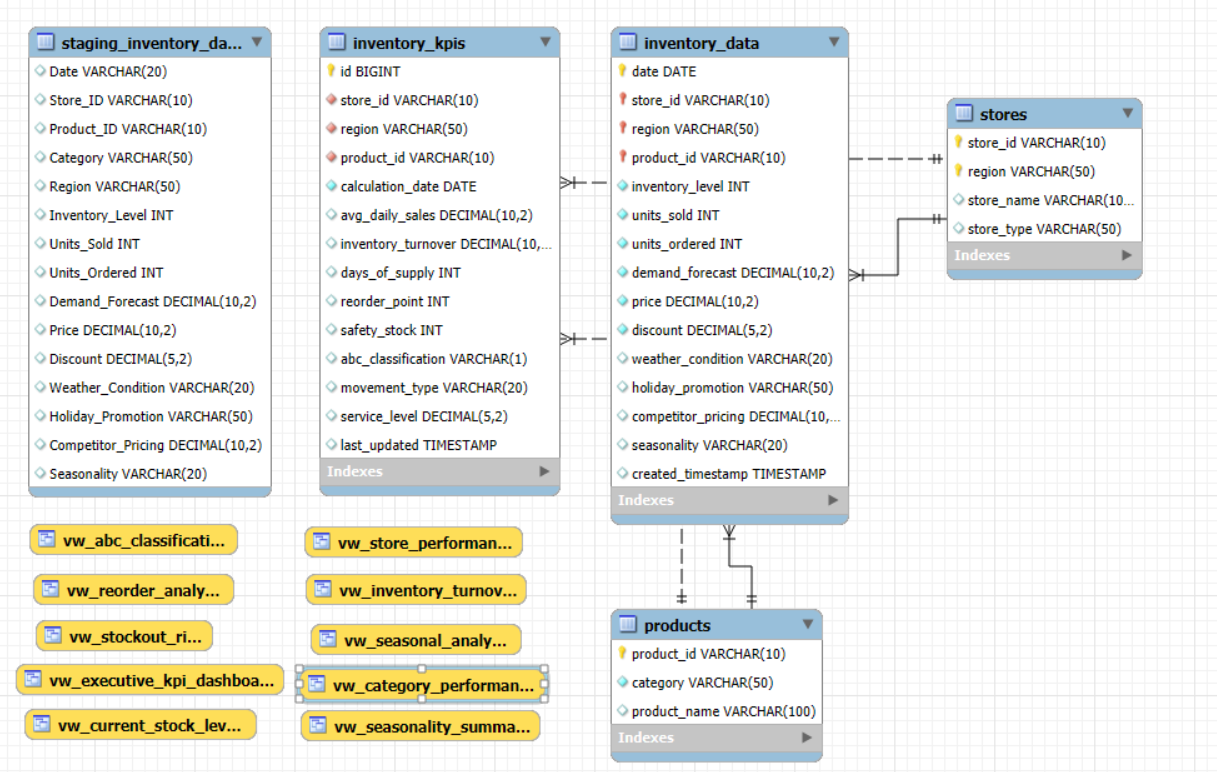 staging_inventory_da...
Date VARCHAR(20)
Store_ID VARCHAR(10)
Product_ID VARCHAR(10)
Category VARCHAR(50)
Region VARCHAR(50)
Inventory_Level INT
Units_Sold INT
Units_Ordered INT
Demand_Forecast DECIMAL(10,2)
Price DECIMAL(10,2)
Discount DECIMAL(5,2)
Weather_Condition VARCHAR(20)
Holiday_Promotion VARCHAR(50)
Competitor_Pricing DECIMAL(10,2)
Seasonality VARCHAR(20)
inventory_kpis
id BIGINT
store_id VARCHAR(10)
region VARCHAR(50)
product_id VARCHAR(10)
calculation_date DATE
avg_daily_sales DECIMAL(10,2)
inventory_turnover DECIMAL(10,...
days_of_supply INT
reorder_point INT
safety_stock INT
abc_classification VARCHAR(1)
movement_type VARCHAR(20)
service_level DECIMAL(5,2)
last_updated TIMESTAMP
Indexes
inventory_data
date DATE
store_id VARCHAR(10)
region VARCHAR(50)
product_id VARCHAR(10)
inventory_level INT
units_sold INT
units_ordered INT
demand_forecast DECIMAL(10,2)
price DECIMAL(10,2)
discount DECIMAL(5,2)
weather_condition VARCHAR(20)
holiday_promotion VARCHAR(50)
competitor_pricing DECIMAL(10,...
seasonality VARCHAR(20)
created_timestamp TIMESTAMP
Indexes
stores
store_id VARCHAR(10)
region VARCHAR(50)
store_name VARCHAR(10...
store_type VARCHAR(50)
Indexes
vw_abc_classificati...
vw_reorder_analy...
vw_stockout_ri...
vw_executive_kpi_dashboa...
vw_current_stock_lev...
vw_store_performan...
vw_inventory_turnov...
vw_seasonal_analy...
vw_category_performan...
vw_seasonality_summa...
products
product_id VARCHAR(10)
category VARCHAR(50)
product_name VARCHAR(100)
Indexes